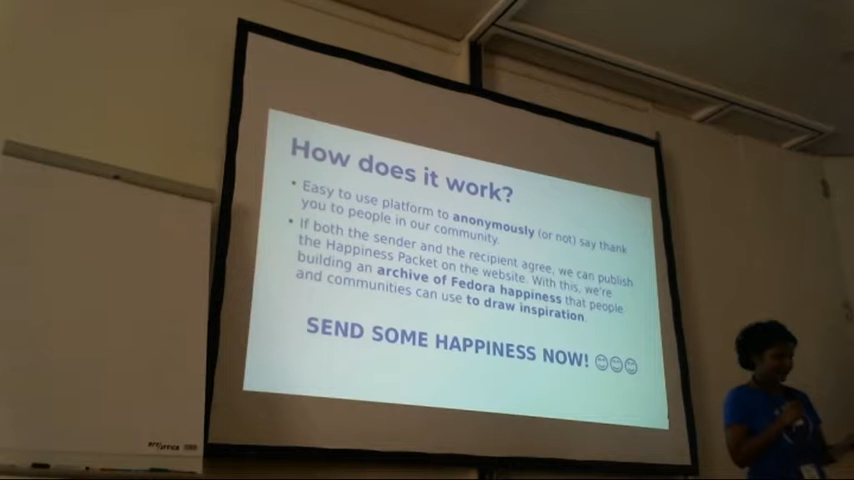 How does it work?
• Easy to use platform to anonymously (or not) say thank
you to people in our community.
• If both the sender and the recipient agree, we can publish
the Happiness Packet on the website. With this, we're
building an archive of Fedora happiness that people
and communities can use to draw inspiration.
SEND SOME HAPPINESS NOW! 😊😊😊